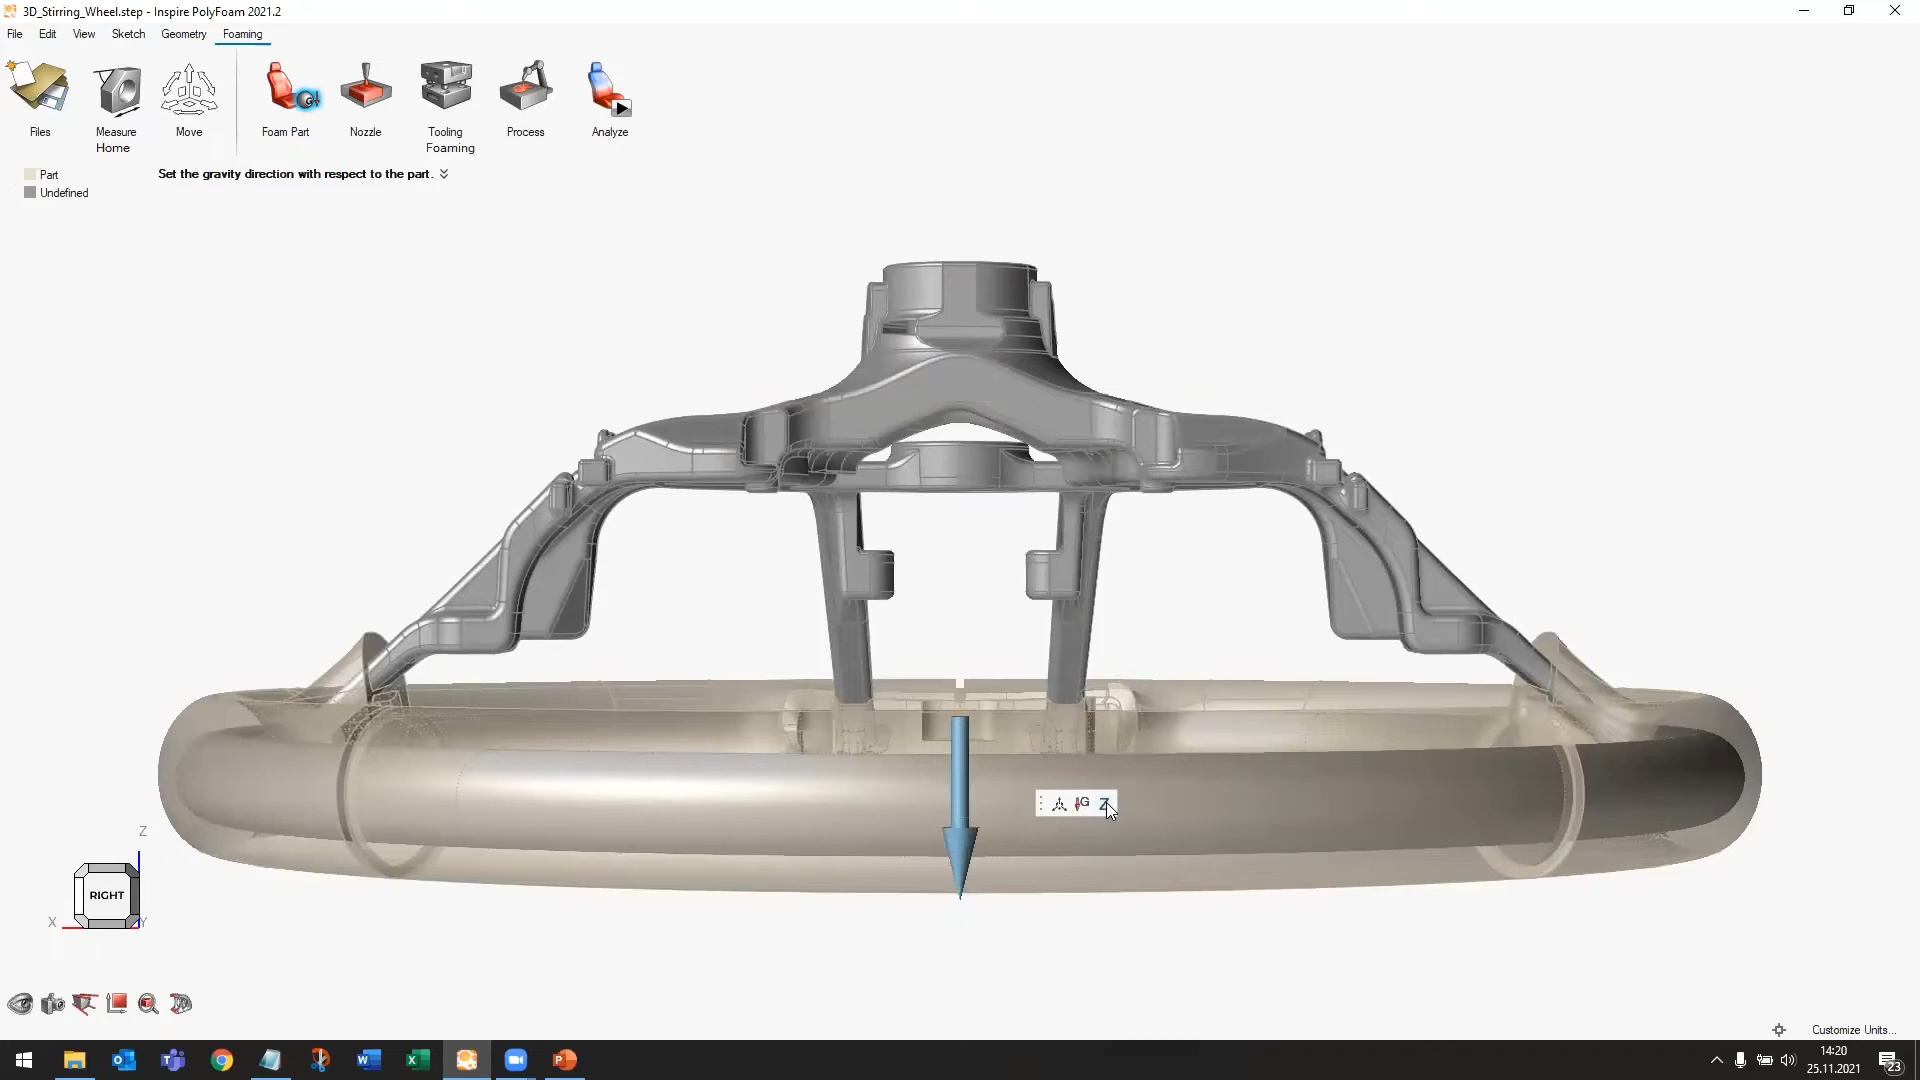 3D_Stirring_Wheel.step - Inspire PolyFoam 2021.2
File Edit View Sketch Geometry Foaming
Files Measure Move Foam Part Nozzle Tooling Process Analyze
Home Foaming
Part
Undefined
Set the gravity direction with respect to the part.
G Z
Z
RIGHT
X Y
Customize Units...
14:20
25.11.2021
23